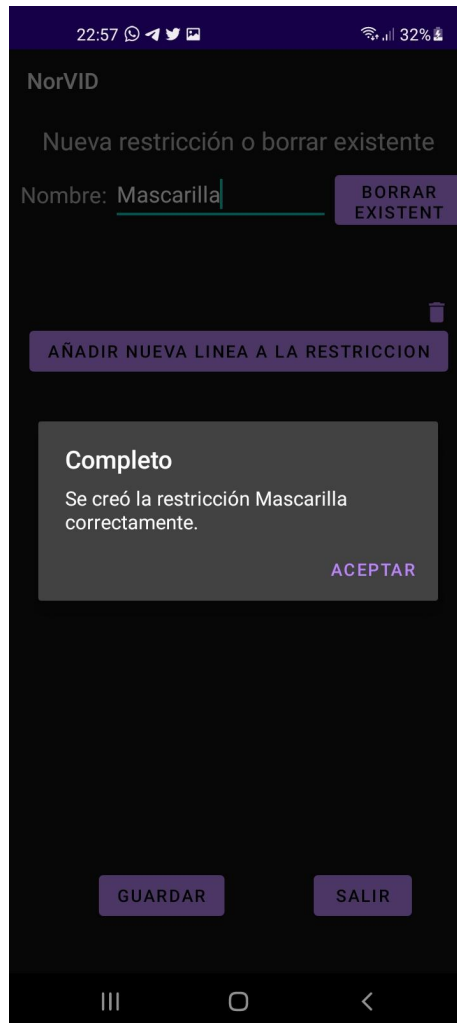 22:57 32%
NorVID
Nueva restricción o borrar existente
Nombre: Mascarilla BORRAR
EXISTENT
AÑADIR NUEVA LINEA A LA RESTRICCION
Completo
Se creó la restricción Mascarilla
correctamente.
ACEPTAR
GUARDAR SALIR